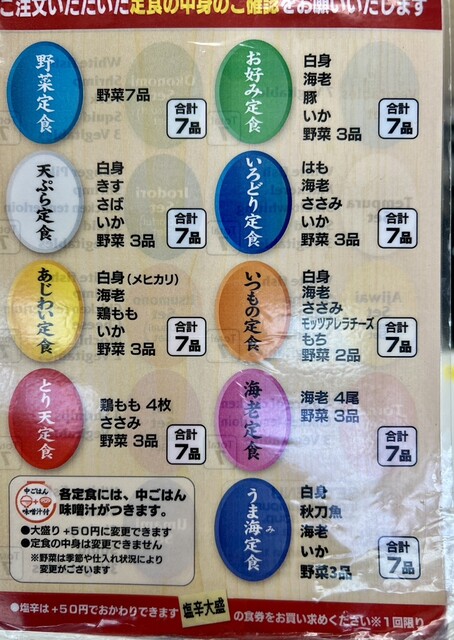 ご注文いただいた定食の中身のご確認をお願いいたします
野菜定食
野菜7品
合計
7品
お好み定食
白身
海老
豚
いか
野菜 3品
合計
7品
天ぷら定食
白身
きす
さば
いか
野菜 3品
合計
7品
いろどり定食
はも
海老
ささみ
いか
野菜 3品
合計
7品
あじわい定食
白身(メヒカリ)
海老
鶏もも
いか
野菜 3品
合計
7品
いつもの定食
白身
海老
ささみ
モッツアレラチーズ
もち
野菜 2品
合計
7品
とり天定食
鶏もも 4枚
ささみ
野菜 3品
合計
7品
海老定食
海老 4尾
野菜 3品
合計
7品
中ごはん
+
味噌汁付
各定食には、中ごはん
味噌汁がつきます。
●大盛り +50円に変更できます
●定食の中身は変更できません
※野菜は季節や仕入れ状況により
変更がございます
うま海定食
み
白身
秋刀魚
海老
いか
野菜3品
合計
7品
●塩辛は+50円でおかわりできます 塩辛大盛 の食券をお買い求めください※1回限り